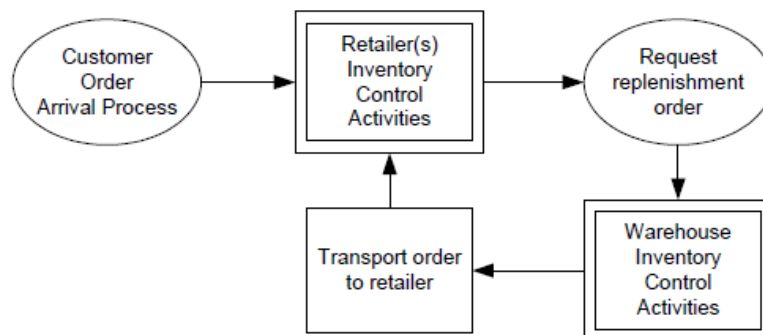 Customer
Order
Arrival Process
Retailer(s)
Inventory
Control
Activities
Request
replenishment
order
Transport order
to retailer
Warehouse
Inventory
Control
Activities